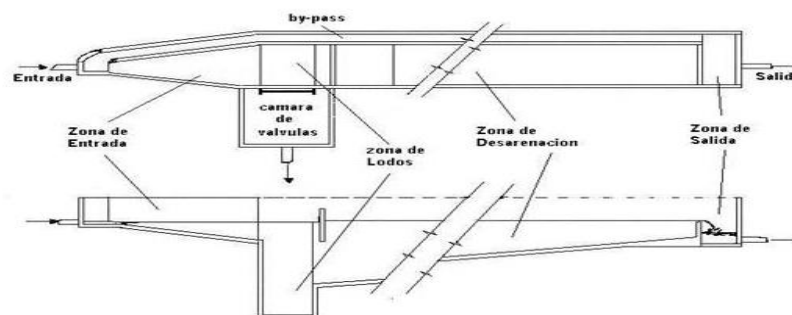 by-pass
Entrada
Salid
camara
de
valvulas
Zona de
Entrada
zona de
Lodos
Zona de
Desarenacion
Zona de
Salida